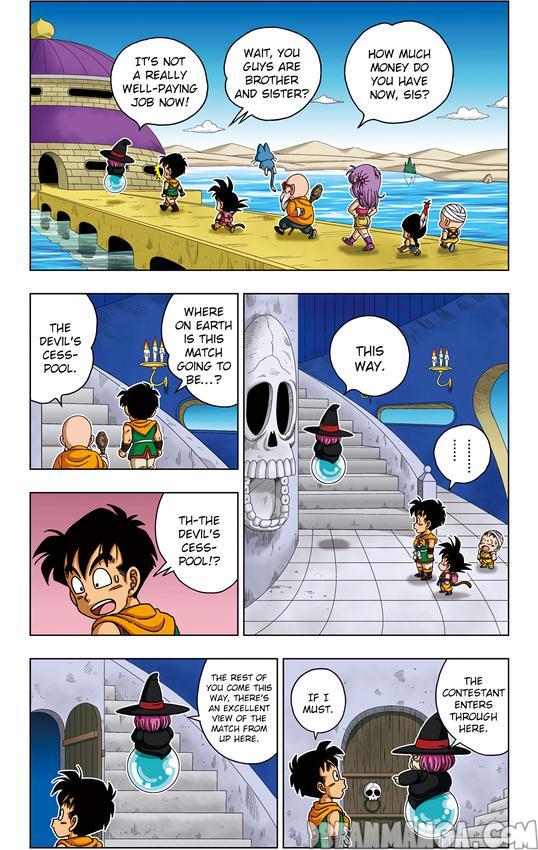 IT'S NOT
A REALLY
WELL-PAYING
JOB NOW!
WAIT, YOU
GUYS ARE
BROTHER
AND SISTER?
HOW MUCH
MONEY DO
YOU HAVE
NOW, SIS?
THE
DEVIL'S
CESS-
POOL.
WHERE
ON EARTH
IS THIS
MATCH
GOING TO
BE...?
THIS
WAY.
......
TH-THE
DEVIL'S
CESS-
POOL!?
THE REST OF
YOU COME THIS
WAY, THERE'S
AN EXCELLENT
VIEW OF THE
MATCH FROM
UP HERE.
IF I
MUST.
THE
CONTESTANT
ENTERS
THROUGH
HERE.